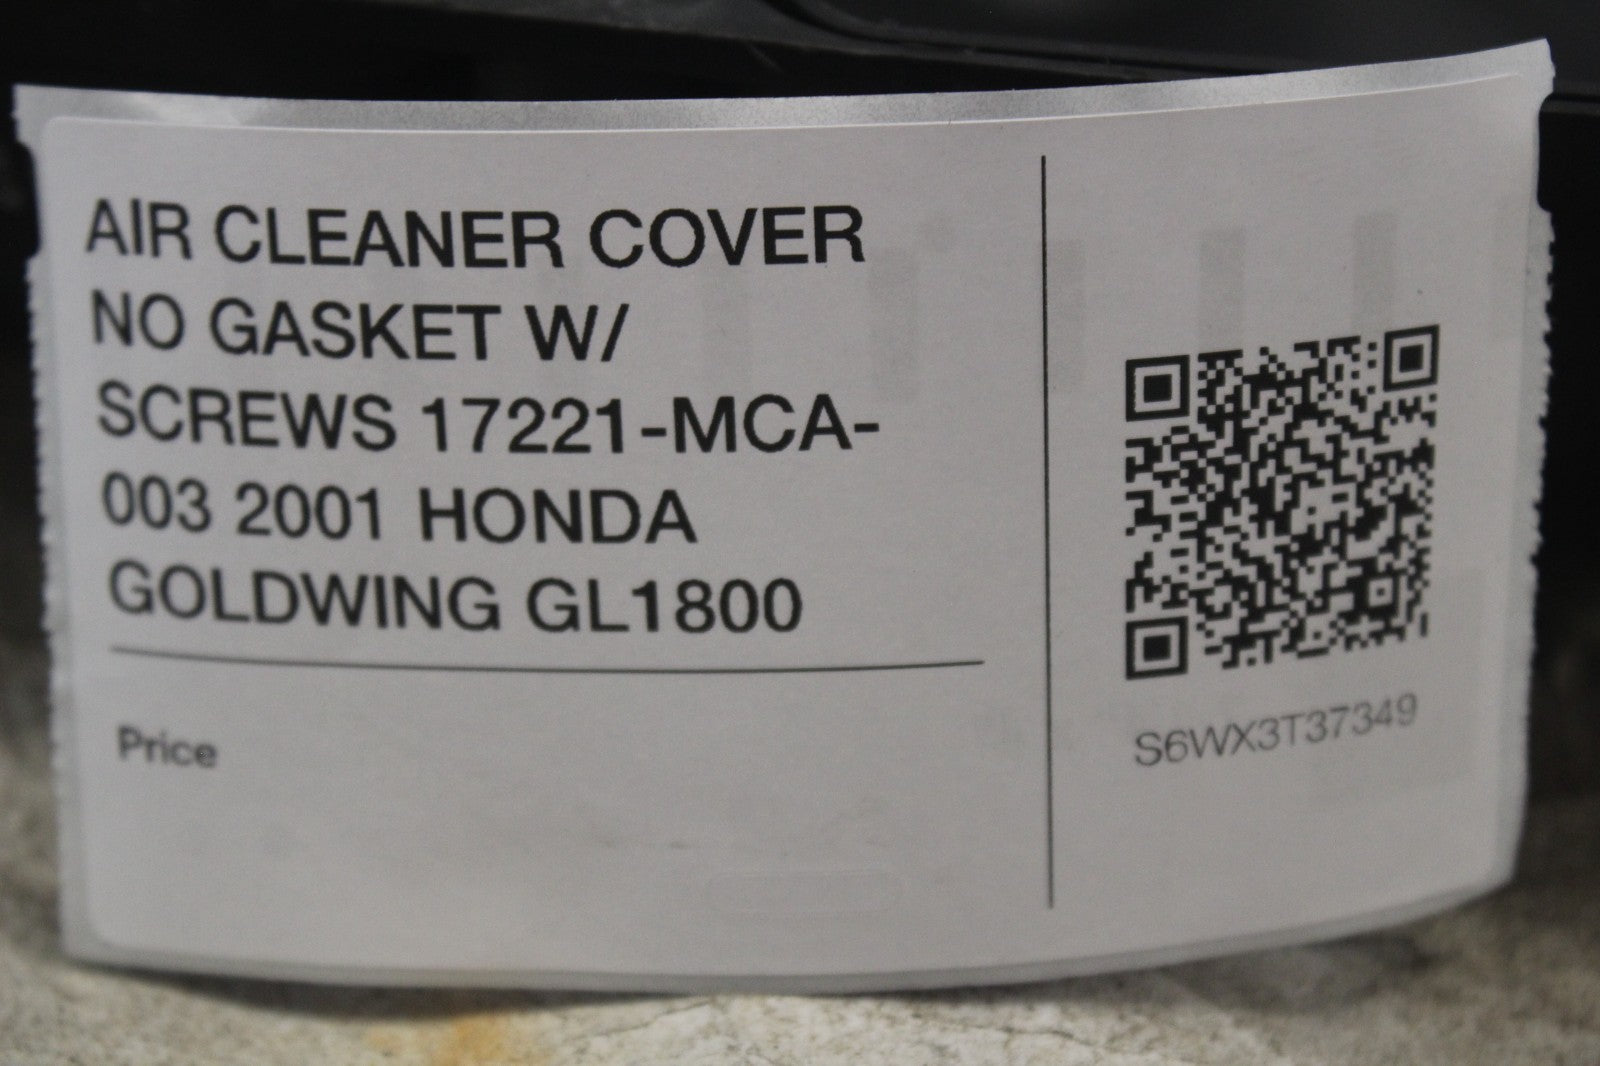 AIR CLEANER COVER
NO GASKET W/
SCREWS 17221-MCA-
003 2001 HONDA
GOLDWING GL1800
Price
S6WX3T37349